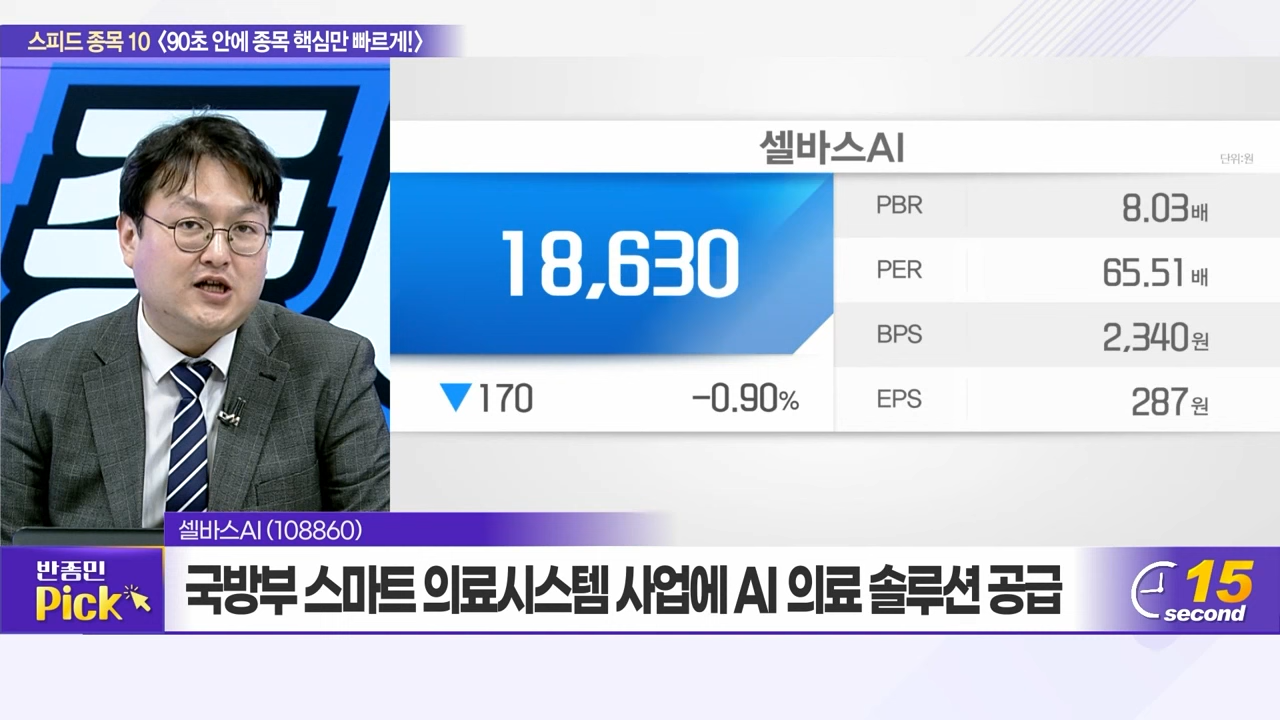 스피드 종목 10 〈90초 안에 종목 핵심만 빠르게!〉
셀바스AI
단위:원
18,630
▼170 -0.90%
PBR 8.03배
PER 65.51배
BPS 2,340원
EPS 287원
셀바스AI (108860)
반종민
Pick
국방부 스마트 의료시스템 사업에 AI 의료 솔루션 공급
15
second